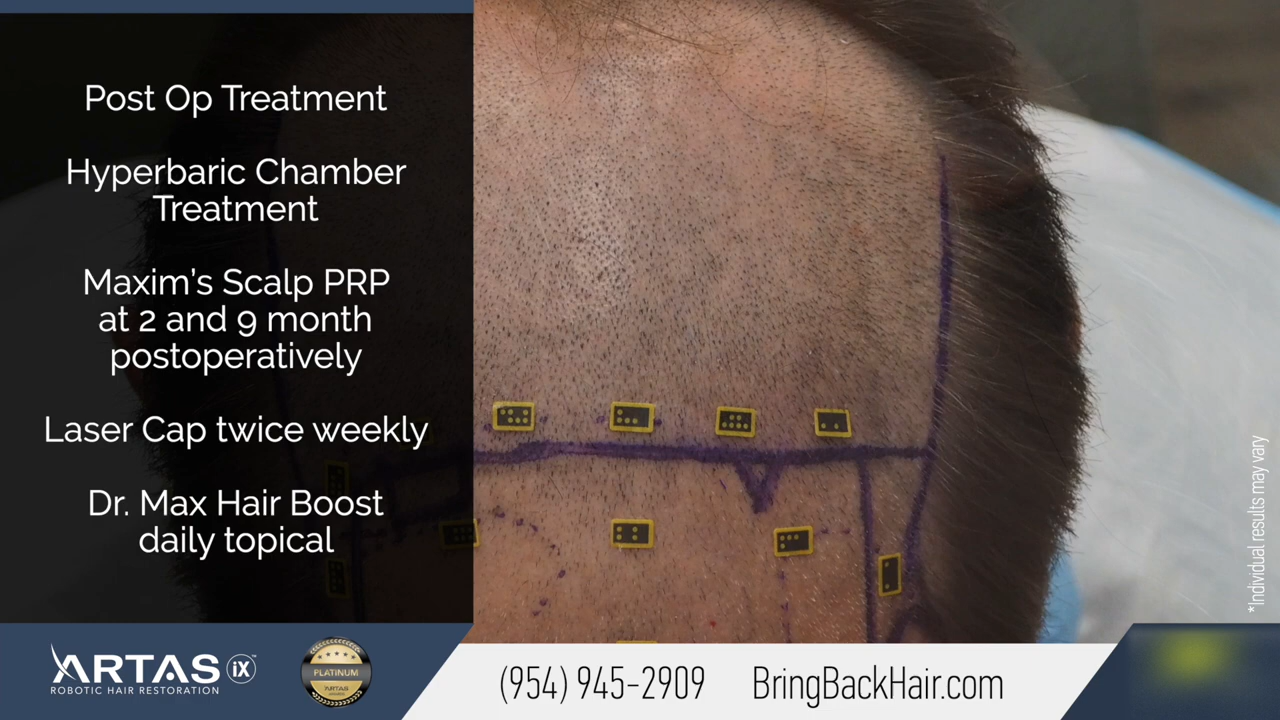 Post Op Treatment
Hyperbaric Chamber
Treatment
Maxim's Scalp PRP
at 2 and 9 month
postoperatively
Laser Cap twice weekly
Dr. Max Hair Boost
daily topical
*Individual results may vary
ARTAS iX™
ROBOTIC HAIR RESTORATION
PLATINUM
ARTAS
(954) 945-2909
BringBackHair.com